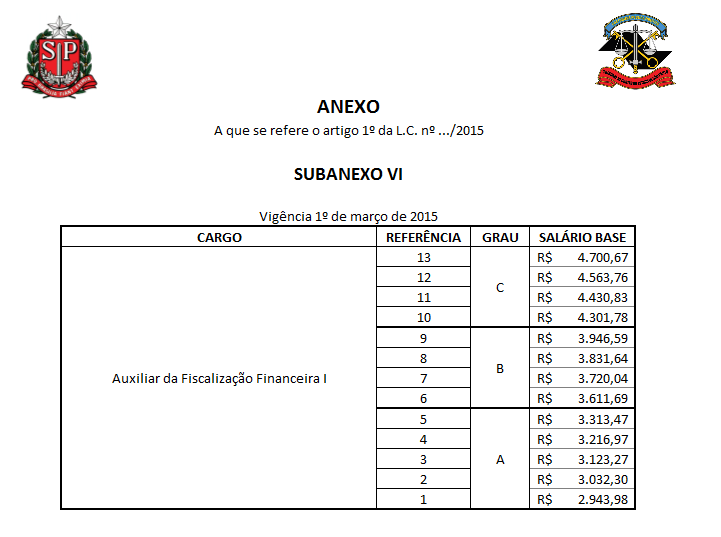 SP
ANEXO
A que se refere o artigo 1º da L.C. nº .../2015
SUBANEXO VI
Vigência 1º de março de 2015
CARGO REFERÊNCIA GRAU SALÁRIO BASE
13 R$ 4.700,67
12 R$ 4.563,76
C
11 R$ 4.430,83
10 R$ 4.301,78
9 R$ 3.946,59
8 R$ 3.831,64
B
Auxiliar da Fiscalização Financeira I
7 R$ 3.720,04
6 R$ 3.611,69
5 R$ 3.313,47
4 R$ 3.216,97
3 A R$ 3.123,27
2 R$ 3.032,30
1 R$ 2.943,98